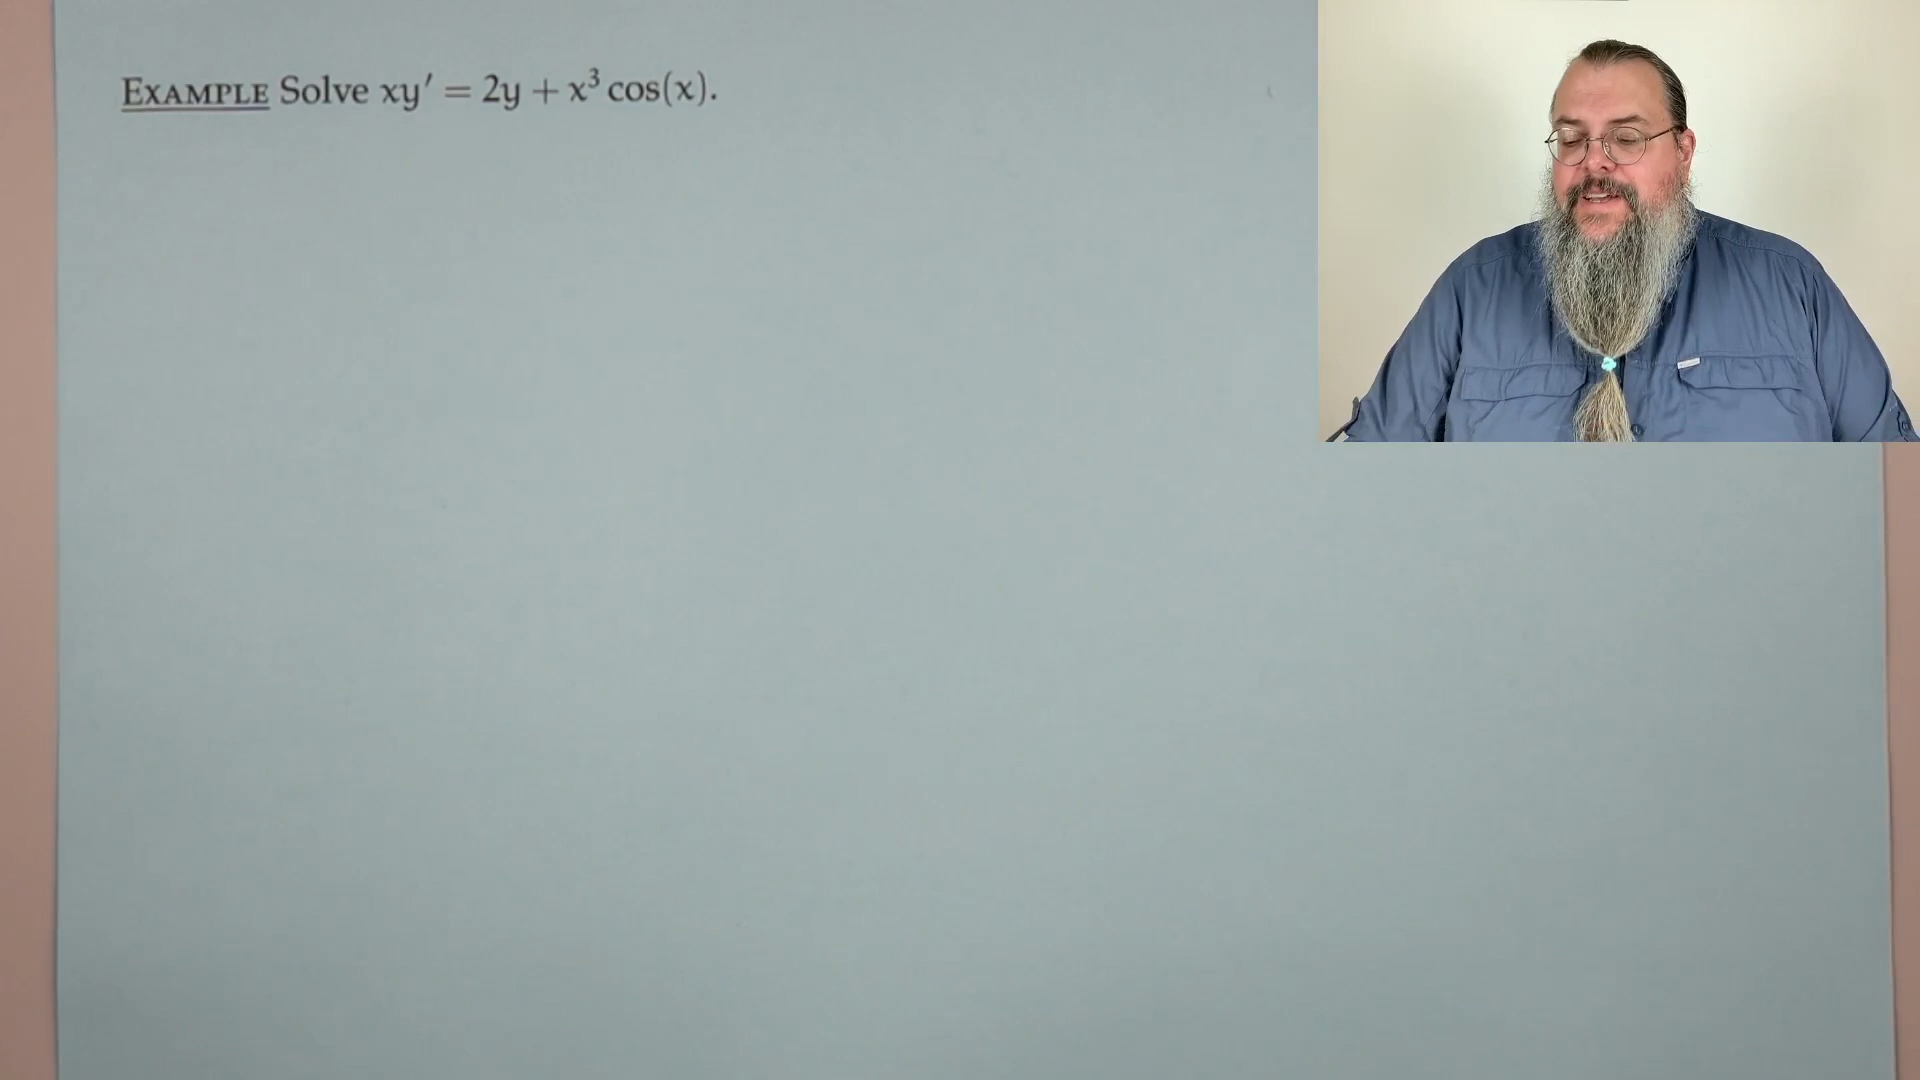 EXAMPLE Solve xy′ = 2y + x³ cos(x).